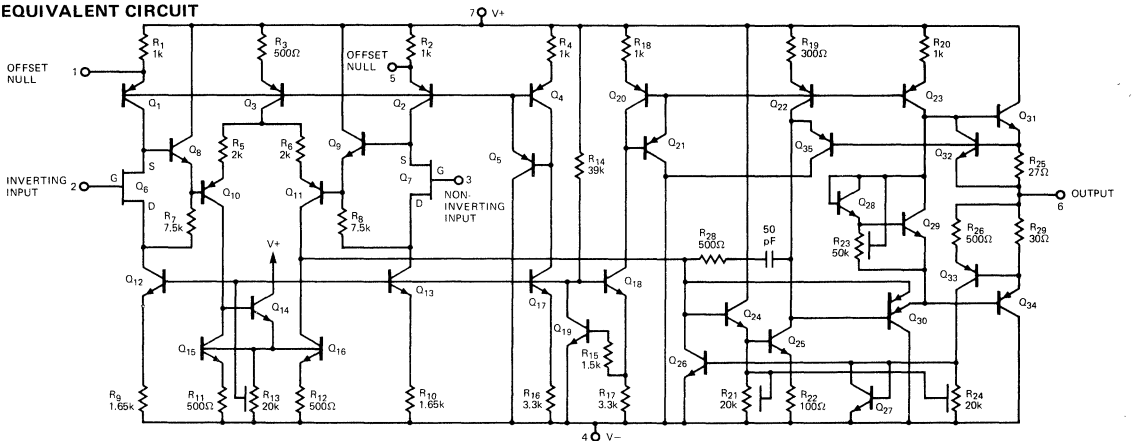 EQUIVALENT CIRCUIT
7 V+
R1 1k
R3 500Ω
R2 1k
R4 1k
R18 1k
R19 300Ω
R20 1k
OFFSET NULL
1
OFFSET NULL
5
Q1
Q3
Q2
Q4
Q20
Q22
Q23
Q31
Q8
R5 2k
R6 2k
Q9
Q5
R14 39k
Q21
Q35
Q32
R25 27Ω
INVERTING INPUT
2
G
S
D
Q6
Q10
Q11
S
Q7
G
D
3
NON-INVERTING INPUT
OUTPUT
6
R7 7.5k
R8 7.5k
Q28
Q29
R23 50k
R26 500Ω
R29 30Ω
R28 500Ω
50 pF
Q33
Q12
V+
Q13
Q17
Q18
Q14
Q24
Q30
Q34
Q19
R15 1.5k
Q25
Q15
Q16
Q26
R9 1.65k
R11 500Ω
R13 20k
R12 500Ω
R10 1.65k
R16 3.3k
R17 3.3k
R21 20k
R22 100Ω
Q27
R24 20k
4 V−